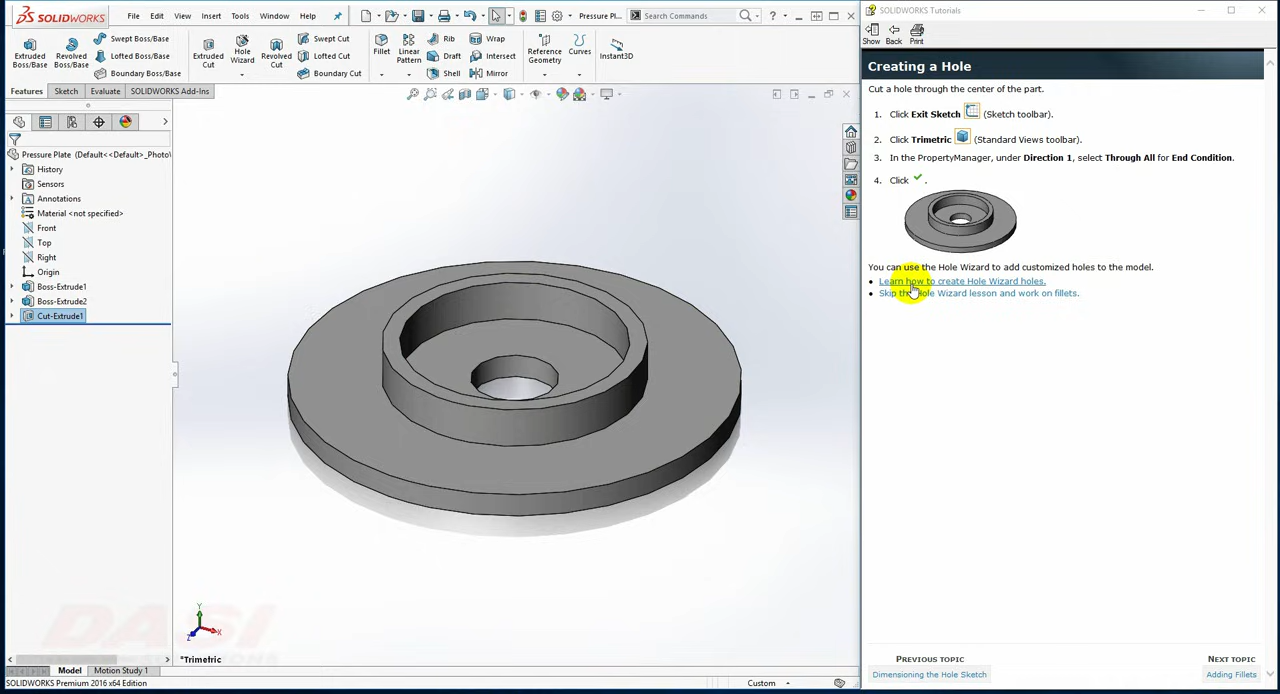 SOLIDWORKS
File
Edit
View
Insert
Tools
Window
Help
Pressure Pl...
Search Commands
Extruded Boss/Base
Revolved Boss/Base
Swept Boss/Base
Lofted Boss/Base
Boundary Boss/Base
Extruded Cut
Hole Wizard
Revolved Cut
Swept Cut
Lofted Cut
Boundary Cut
Fillet
Linear Pattern
Rib
Draft
Shell
Wrap
Intersect
Mirror
Reference Geometry
Curves
Instant3D
Features
Sketch
Evaluate
SOLIDWORKS Add-Ins
Pressure Plate (Default<<Default>_Photo
History
Sensors
Annotations
Material <not specified>
Front
Top
Right
Origin
Boss-Extrude1
Boss-Extrude2
Cut-Extrude1
Y
X
Z
DASI
*Trimetric
Model
Motion Study 1
SOLIDWORKS Premium 2016 x64 Edition
Custom
SOLIDWORKS Tutorials
Show
Back
Print
Creating a Hole
Cut a hole through the center of the part.
1. Click Exit Sketch (Sketch toolbar).
2. Click Trimetric (Standard Views toolbar).
3. In the PropertyManager, under Direction 1, select Through All for End Condition.
4. Click .
You can use the Hole Wizard to add customized holes to the model.
• Learn how to create Hole Wizard holes.
• Skip the Hole Wizard lesson and work on fillets.
PREVIOUS TOPIC
Dimensioning the Hole Sketch
NEXT TOPIC
Adding Fillets